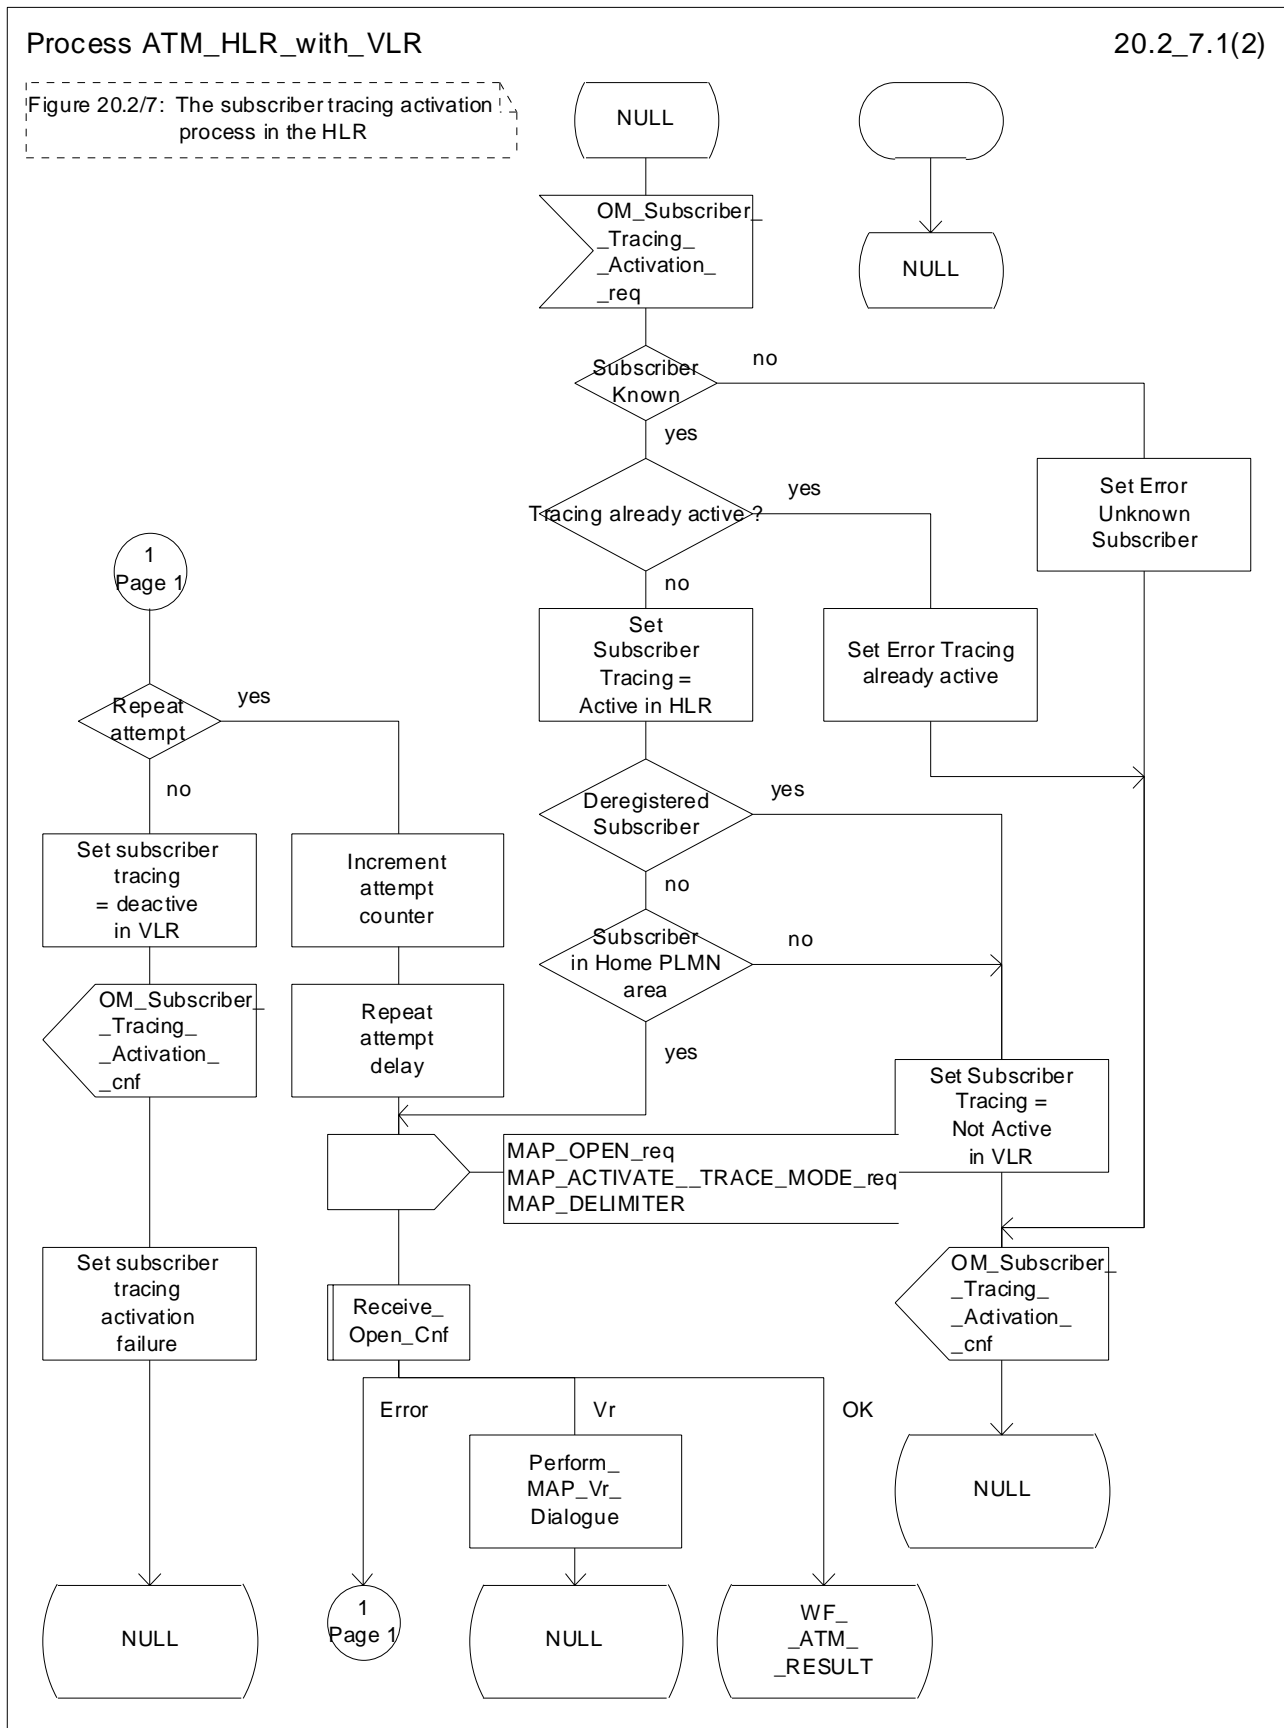 Process ATM_HLR_with_VLR
20.2_7.1(2)
Figure 20.2/7: The subscriber tracing activation
process in the HLR
NULL
OM_Subscriber_
_Tracing_
_Activation_
_req
NULL
Subscriber
Known
no
yes
Tracing already active ?
yes
no
Set Error
Unknown
Subscriber
1
Page 1
Set
Subscriber
Tracing =
Active in HLR
Set Error Tracing
already active
Repeat
attempt
yes
no
Deregistered
Subscriber
yes
no
Set subscriber
tracing
= deactive
in VLR
Increment
attempt
counter
Subscriber
in Home PLMN
area
no
yes
OM_Subscriber_
_Tracing_
_Activation_
_cnf
Repeat
attempt
delay
Set Subscriber
Tracing =
Not Active
in VLR
MAP_OPEN_req
MAP_ACTIVATE__TRACE_MODE_req
MAP_DELIMITER
Set subscriber
tracing
activation
failure
Receive_
Open_Cnf
OM_Subscriber_
_Tracing_
_Activation_
_cnf
Error
Vr
OK
Perform_
MAP_Vr_
Dialogue
NULL
NULL
1
Page 1
NULL
WF_
_ATM_
_RESULT